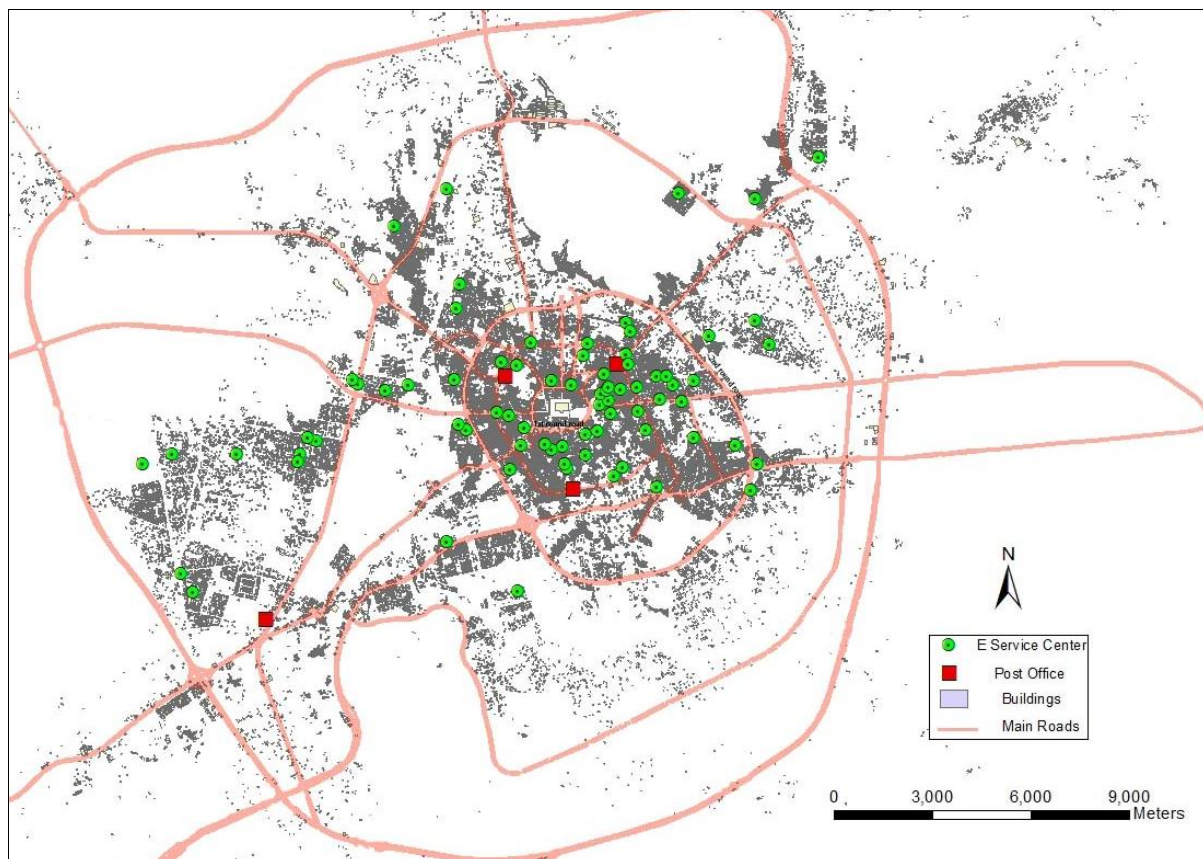 N
E Service Center
Post Office
Buildings
Main Roads
0 3,000 6,000 9,000
Meters